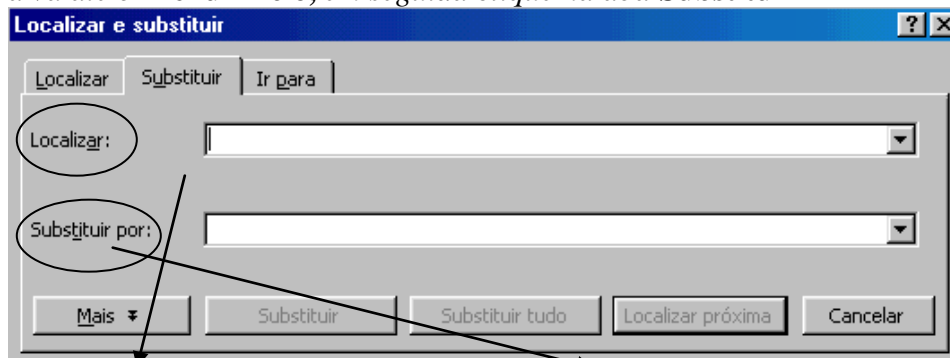 Localizar e substituir
Localizar Substituir Ir para
Localizar:
Substituir por:
Mais Substituir Substituir tudo Localizar próxima Cancelar